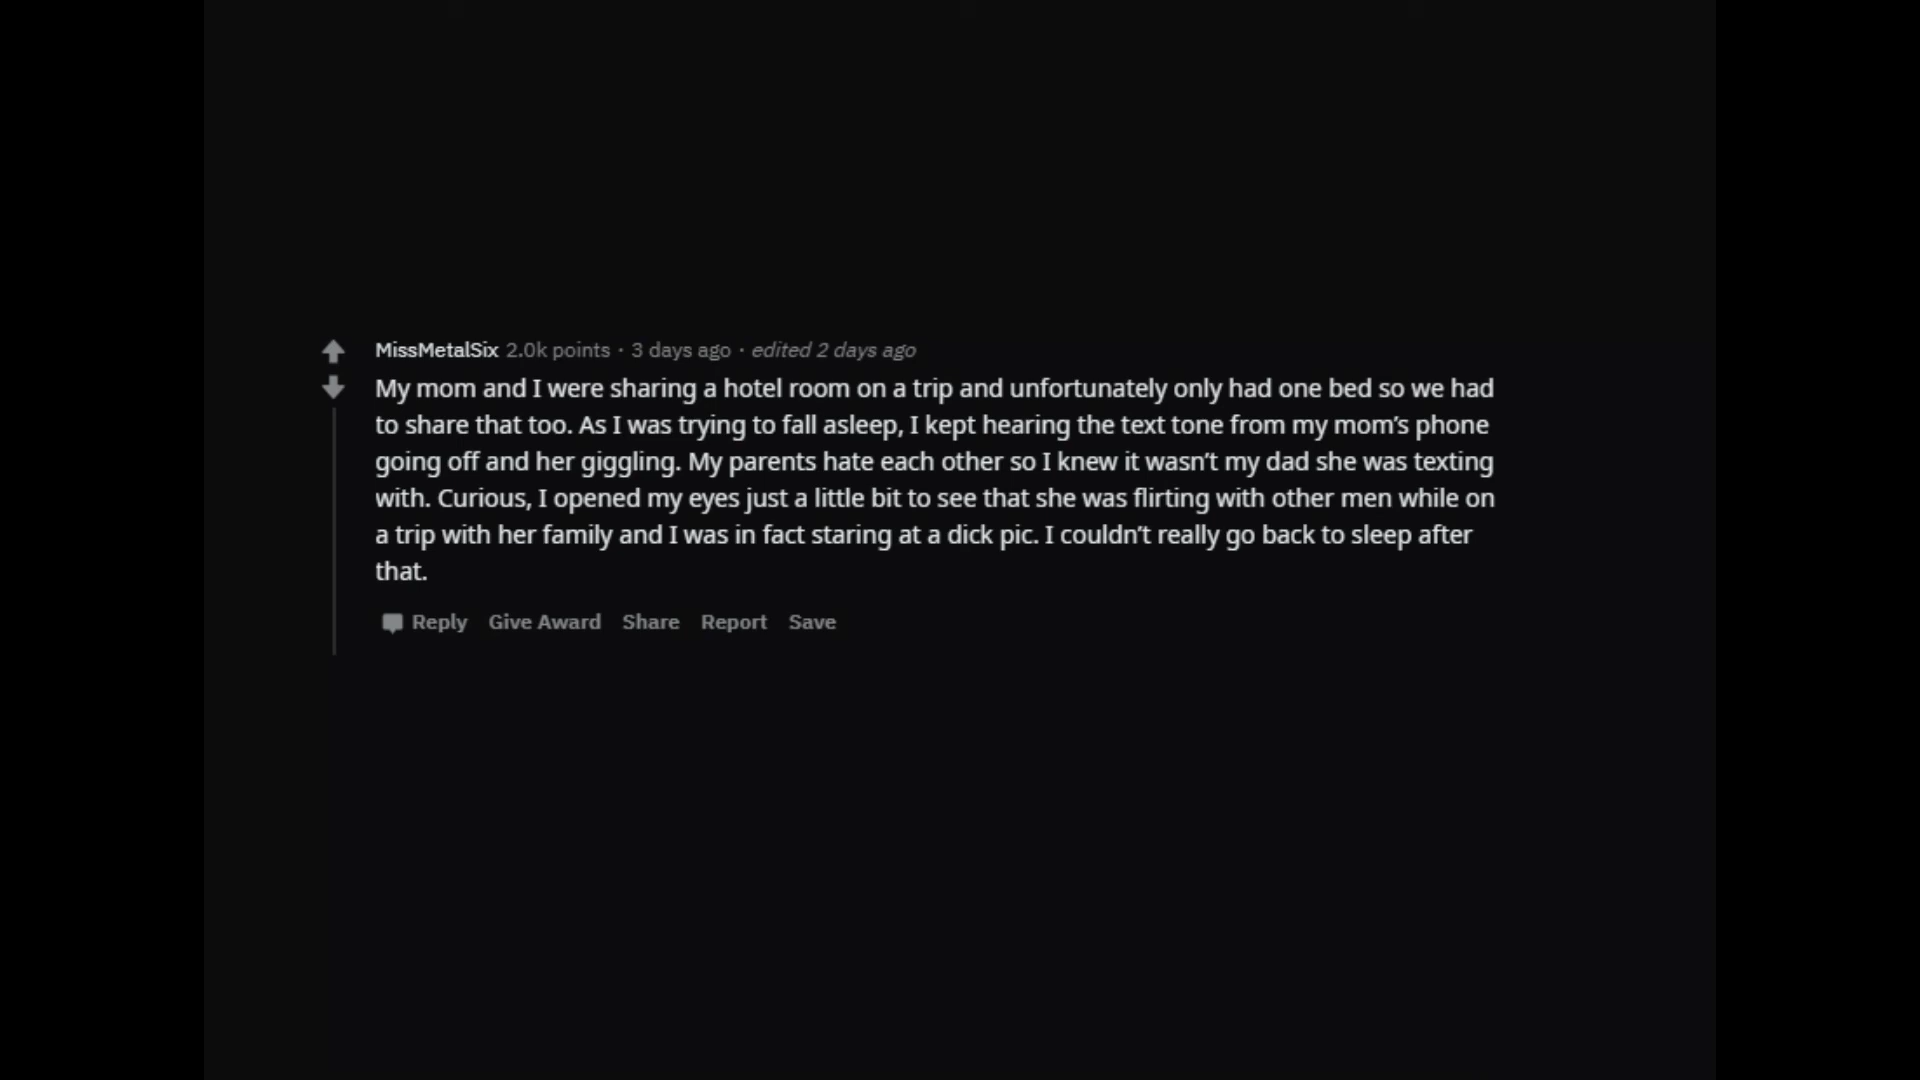 MissMetalSix 2.0k points · 3 days ago · edited 2 days ago
My mom and I were sharing a hotel room on a trip and unfortunately only had one bed so we had
to share that too. As I was trying to fall asleep, I kept hearing the text tone from my mom’s phone
going off and her giggling. My parents hate each other so I knew it wasn’t my dad she was texting
with. Curious, I opened my eyes just a little bit to see that she was flirting with other men while on
a trip with her family and I was in fact staring at a dick pic. I couldn’t really go back to sleep after
that.
Reply Give Award Share Report Save